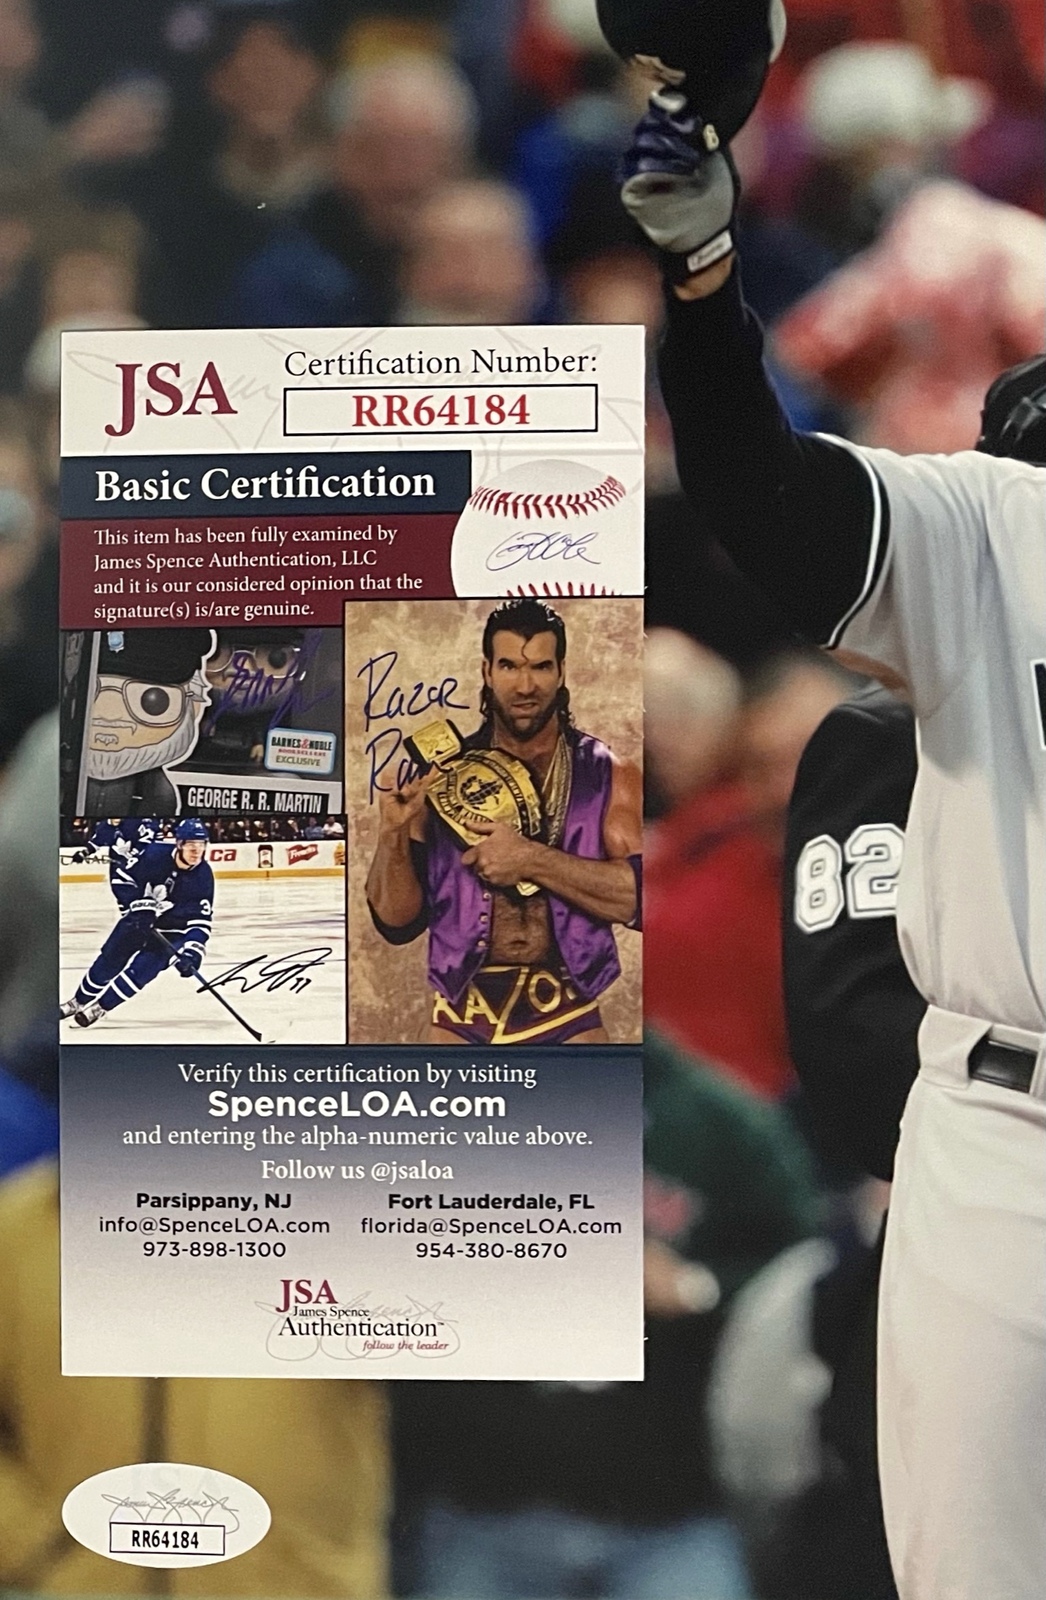 JSA
Certification Number:
RR64184
Basic Certification
This item has been fully examined by
James Spence Authentication, LLC
and it is our considered opinion that the
signature(s) is/are genuine.
Razor
Ramon
BARNES & NOBLE
BOOKSELLERS
EXCLUSIVE
GEORGE R. R. MARTIN
82
Verify this certification by visiting
SpenceLOA.com
and entering the alpha-numeric value above.
Follow us @jsaloa
Parsippany, NJ
info@SpenceLOA.com
973-898-1300
Fort Lauderdale, FL
florida@SpenceLOA.com
954-380-8670
JSA
James Spence
Authentication™
follow the leader
JSA
RR64184